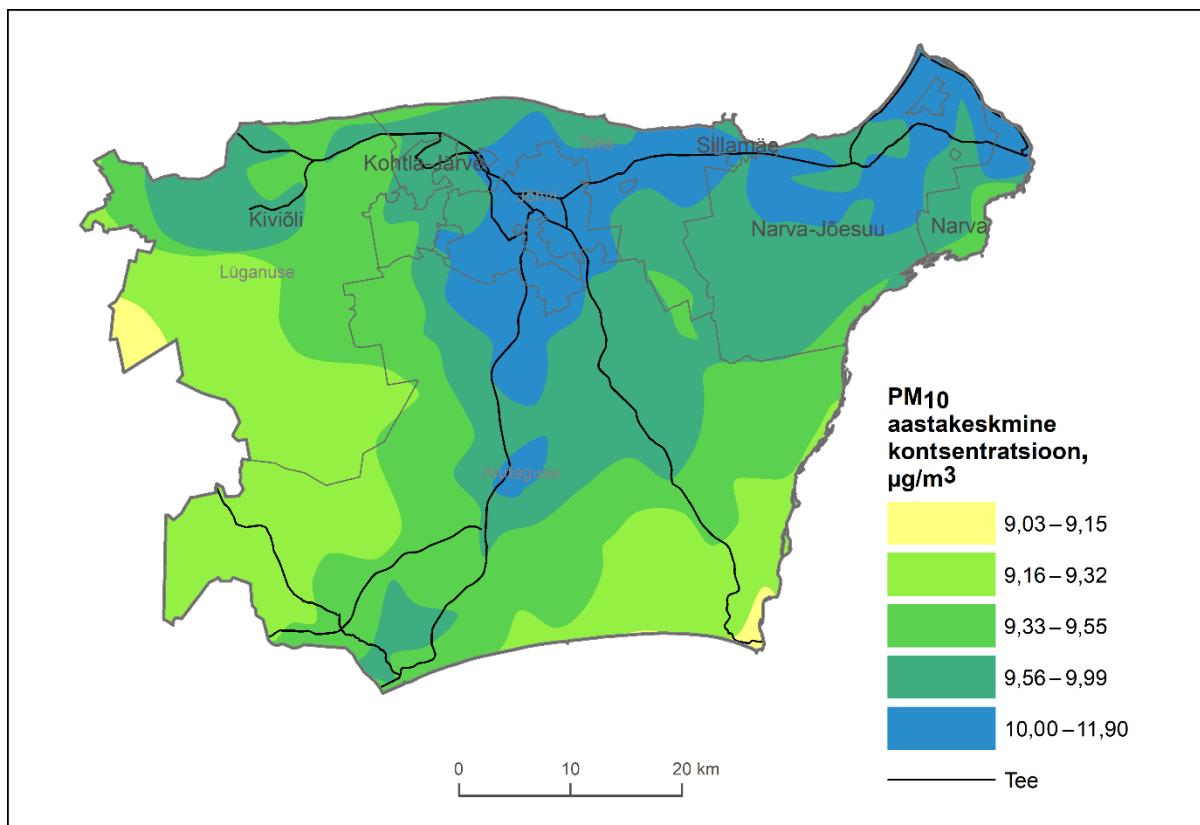 Toila
Sillamäe
Kohtla-Järve
Jõhvi
Kiviõli
Narva-Jõesuu
Narva
Lüganuse
Alutaguse
PM10
aastakeskmine
kontsentratsioon,
µg/m3
9,03 – 9,15
9,16 – 9,32
9,33 – 9,55
9,56 – 9,99
10,00 – 11,90
Tee
0 10 20 km